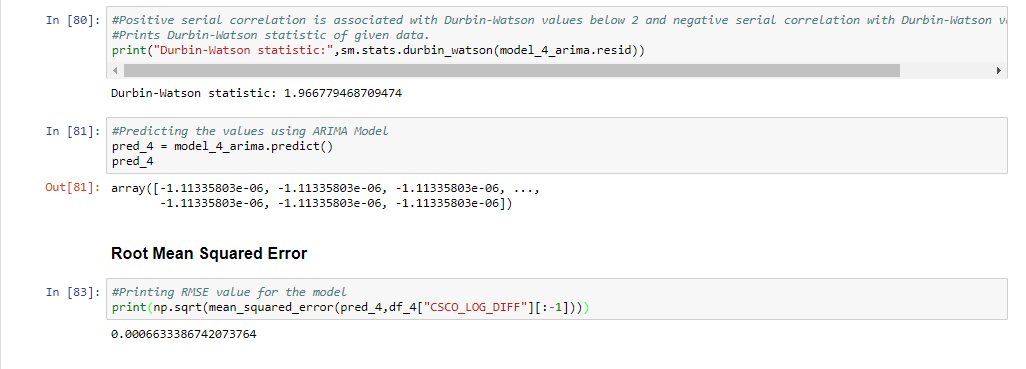 In [80]: #Positive serial correlation is associated with Durbin-Watson values below 2 and negative serial correlation with Durbin-Watson
#Prints Durbin-Watson statistic of given data.
print("Durbin-Watson statistic:",sm.stats.durbin_watson(model_4_arima.resid))
Durbin-Watson statistic: 1.966779468709474
In [81]: #Predicting the values using ARIMA Model
pred_4 = model_4_arima.predict()
pred_4
Out[81]: array([-1.11335803e-06, -1.11335803e-06, -1.11335803e-06, ...,
-1.11335803e-06, -1.11335803e-06, -1.11335803e-06])
Root Mean Squared Error
In [83]: #Printing RMSE value for the model
print(np.sqrt(mean_squared_error(pred_4,df_4["CSCO_LOG_DIFF"][:-1])))
0.0006633386742073764